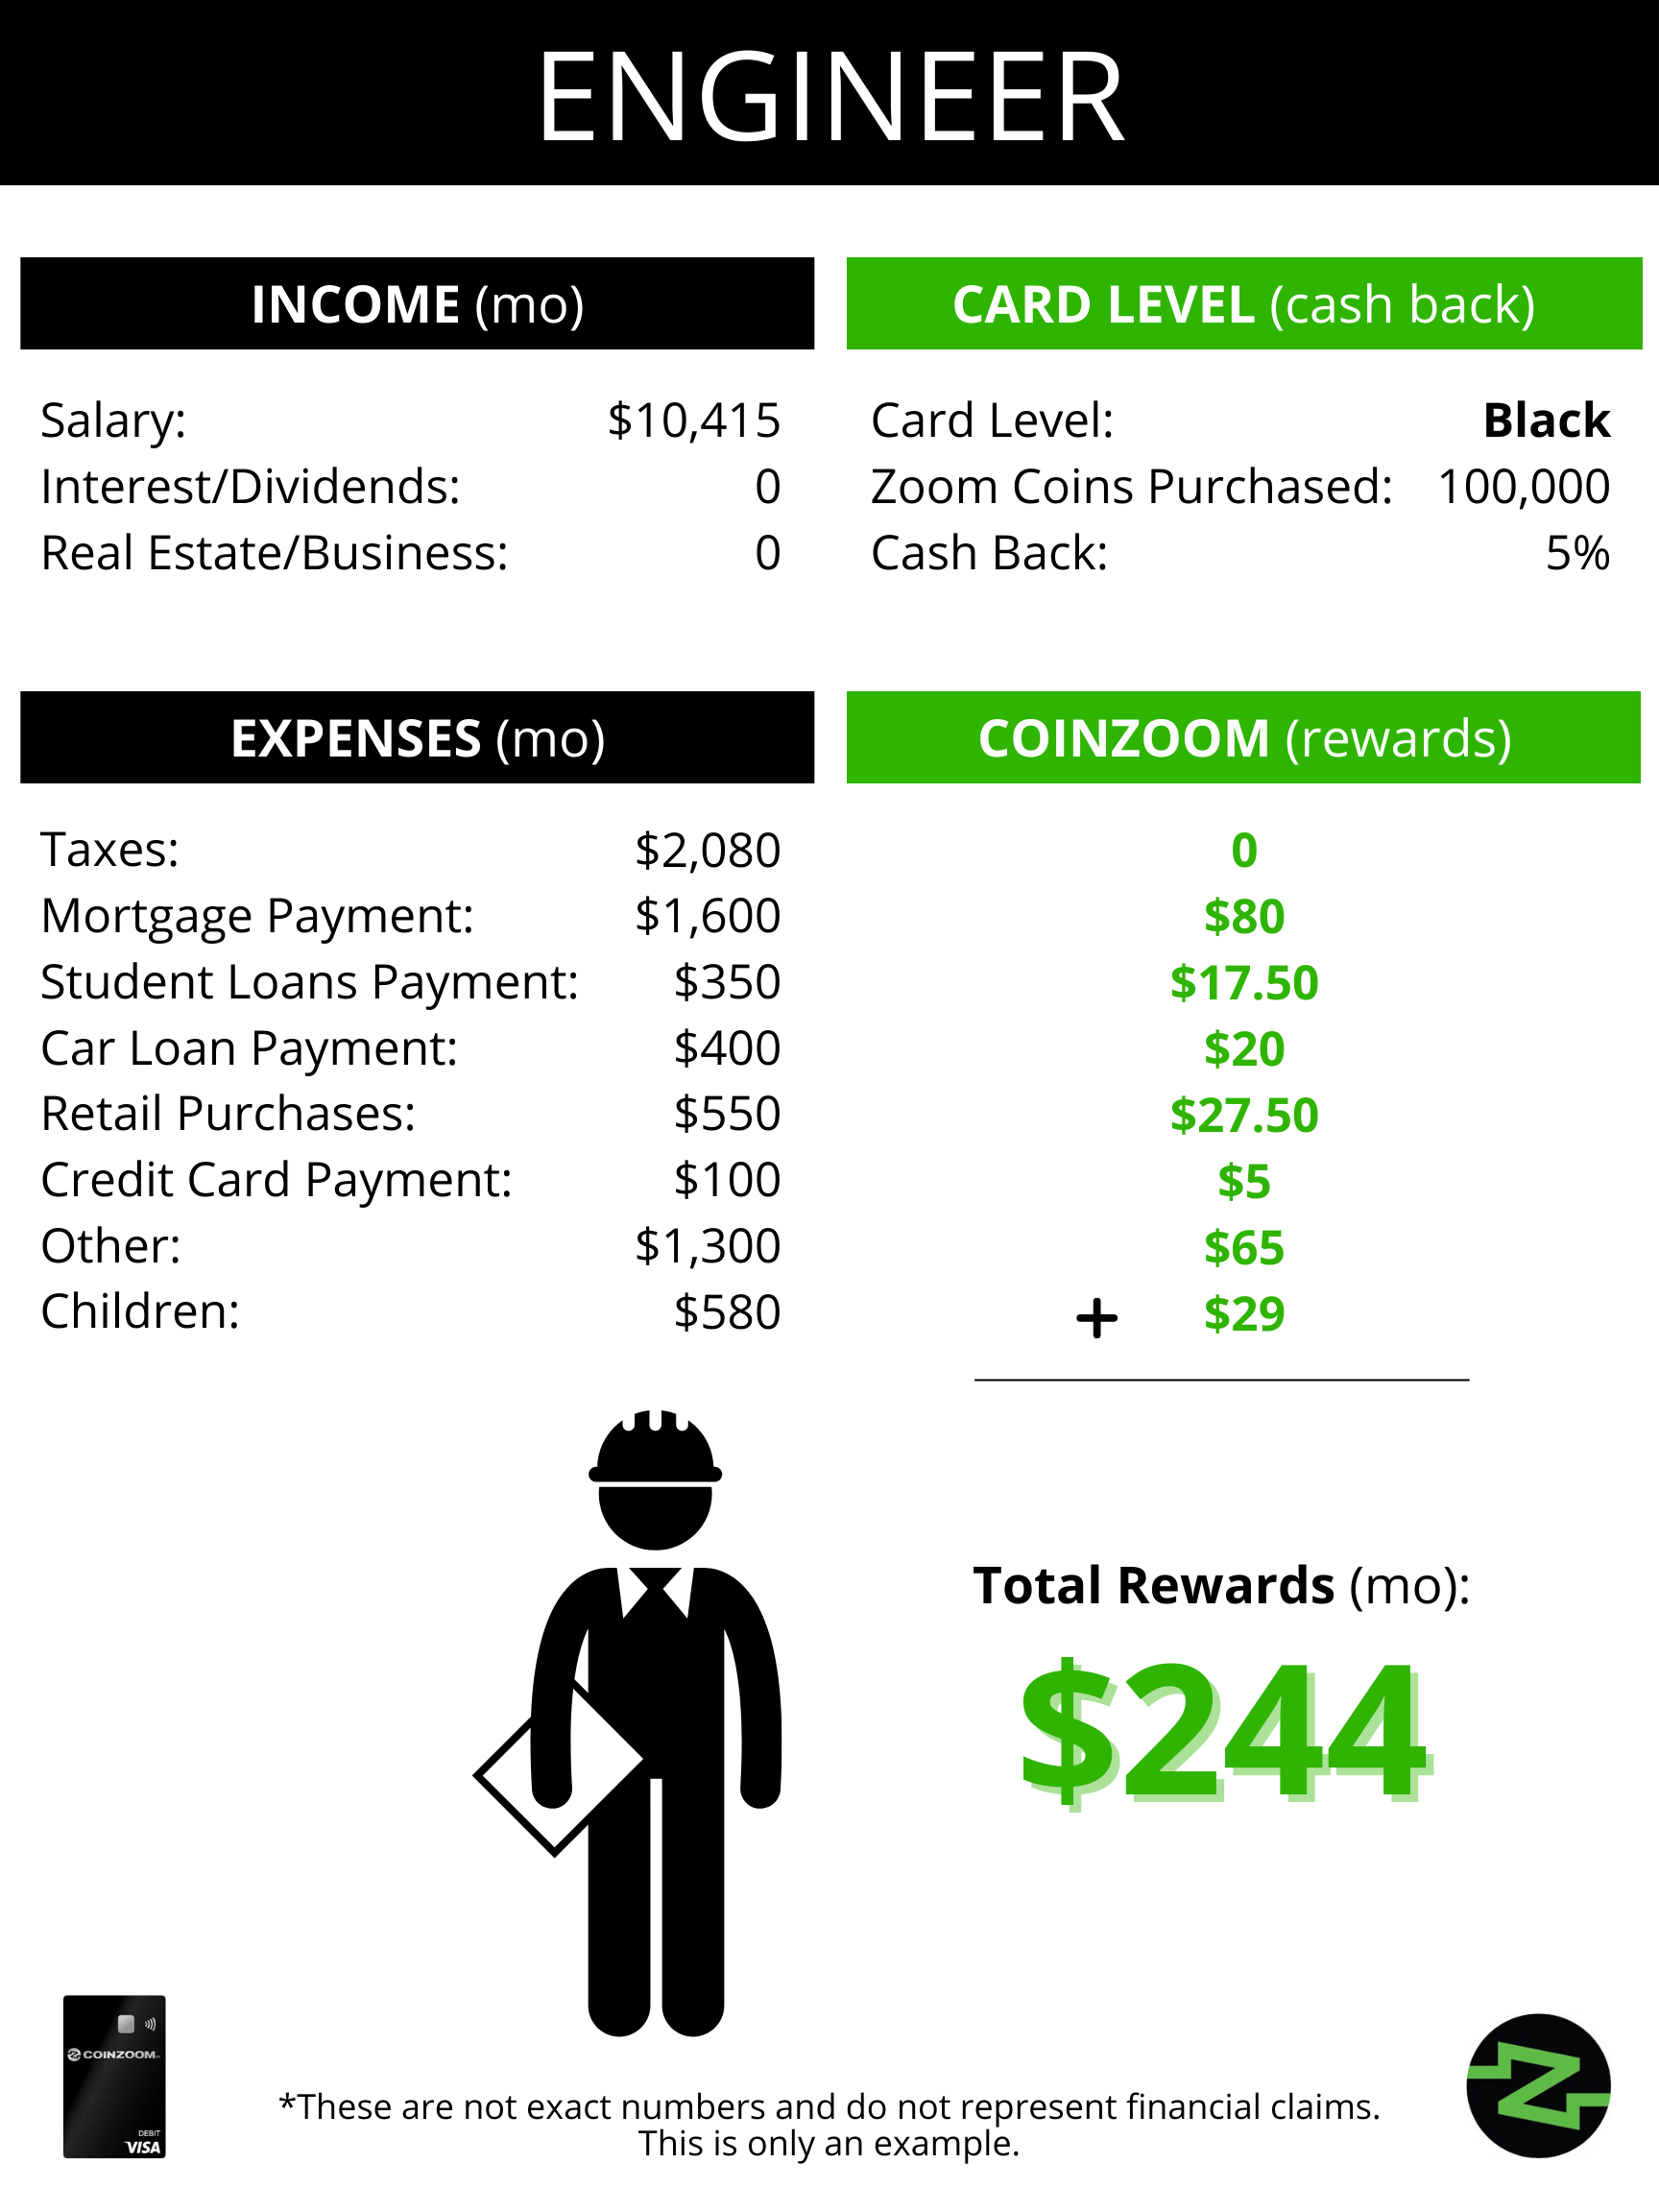 ENGINEER
INCOME (mo)
Salary: $10,415
Interest/Dividends: 0
Real Estate/Business: 0
CARD LEVEL (cash back)
Card Level: Black
Zoom Coins Purchased: 100,000
Cash Back: 5%
EXPENSES (mo)
Taxes: $2,080
Mortgage Payment: $1,600
Student Loans Payment: $350
Car Loan Payment: $400
Retail Purchases: $550
Credit Card Payment: $100
Other: $1,300
Children: $580
COINZOOM (rewards)
0
$80
$17.50
$20
$27.50
$5
$65
+ $29
Total Rewards (mo):
$244
COINZOOM
DEBIT
VISA
*These are not exact numbers and do not represent financial claims.
This is only an example.